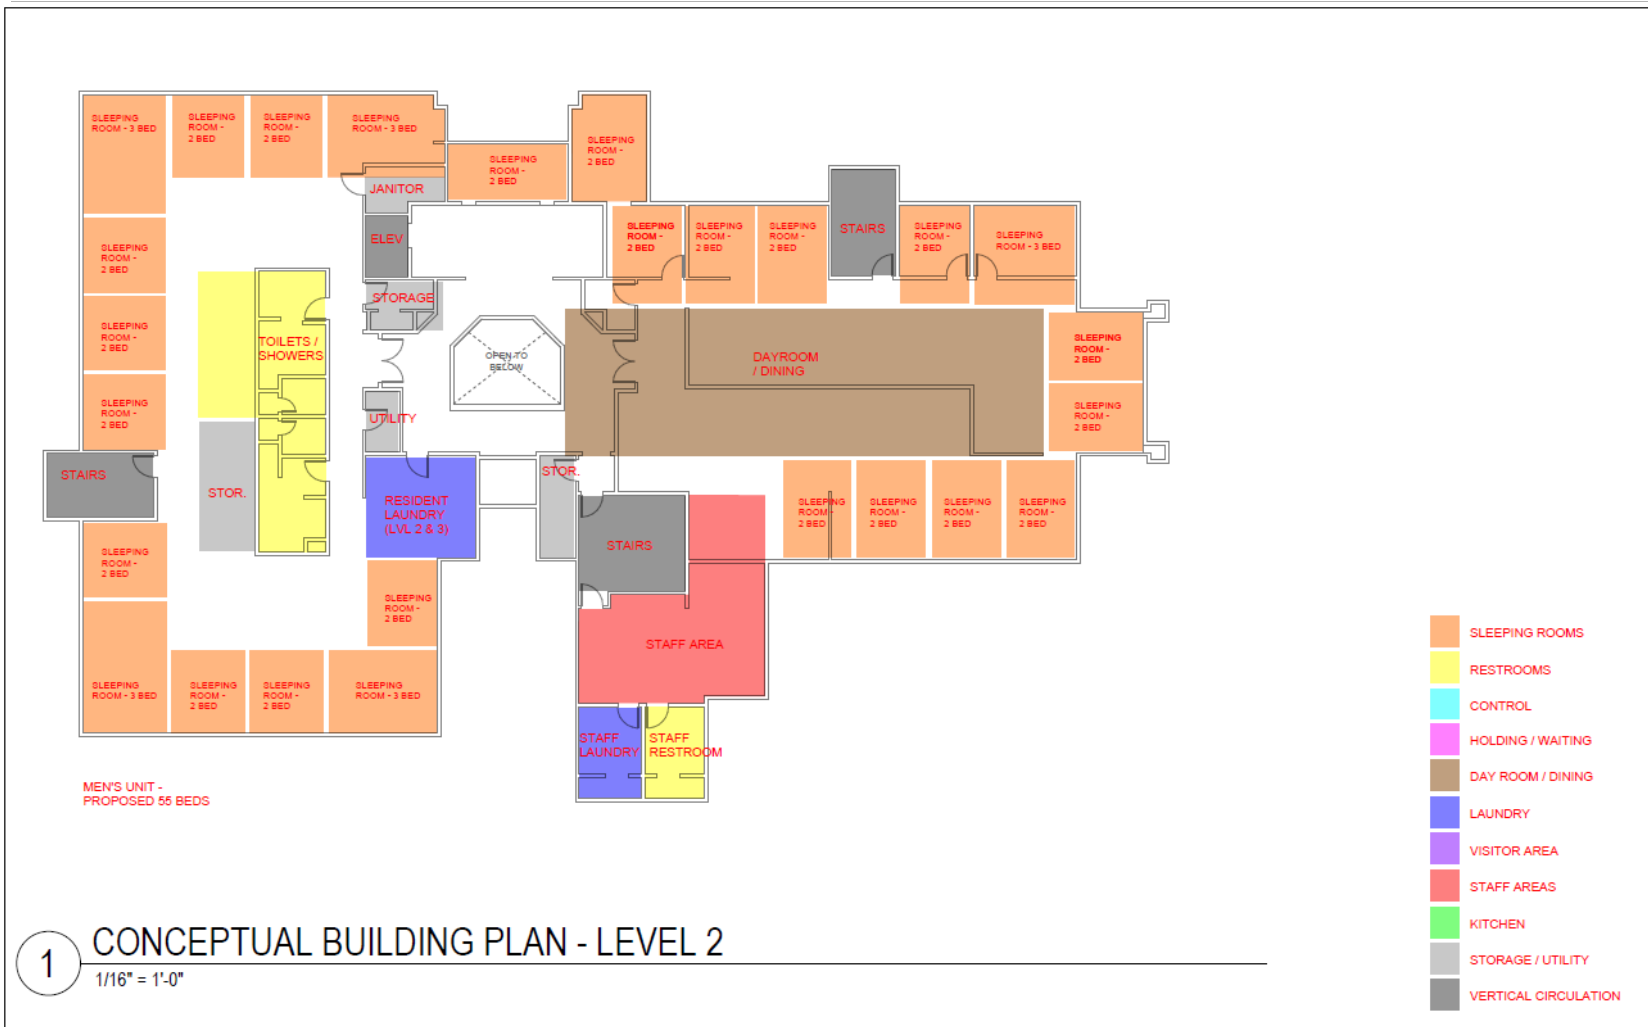 SLEEPING
ROOM - 3 BED
SLEEPING
ROOM -
2 BED
SLEEPING
ROOM -
2 BED
SLEEPING
ROOM - 3 BED
SLEEPING
ROOM -
2 BED
SLEEPING
ROOM -
2 BED
JANITOR
ELEV
STORAGE
SLEEPING
ROOM -
2 BED
SLEEPING
ROOM -
2 BED
SLEEPING
ROOM -
2 BED
STAIRS
SLEEPING
ROOM -
2 BED
SLEEPING
ROOM - 3 BED
SLEEPING
ROOM -
2 BED
SLEEPING
ROOM -
2 BED
SLEEPING
ROOM -
2 BED
TOILETS /
SHOWERS
OPEN TO
BELOW
DAYROOM
/ DINING
SLEEPING
ROOM -
2 BED
SLEEPING
ROOM -
2 BED
UTILITY
STAIRS
STOR.
RESIDENT
LAUNDRY
(LVL 2 & 3)
STOR.
STAIRS
SLEEPING
ROOM -
2 BED
SLEEPING
ROOM -
2 BED
SLEEPING
ROOM -
2 BED
SLEEPING
ROOM -
2 BED
SLEEPING
ROOM -
2 BED
SLEEPING
ROOM -
2 BED
STAFF AREA
SLEEPING
ROOM - 3 BED
SLEEPING
ROOM -
2 BED
SLEEPING
ROOM -
2 BED
SLEEPING
ROOM - 3 BED
STAFF
LAUNDRY
STAFF
RESTROOM
MEN'S UNIT -
PROPOSED 55 BEDS
SLEEPING ROOMS
RESTROOMS
CONTROL
HOLDING / WAITING
DAY ROOM / DINING
LAUNDRY
VISITOR AREA
STAFF AREAS
KITCHEN
STORAGE / UTILITY
VERTICAL CIRCULATION
1
CONCEPTUAL BUILDING PLAN - LEVEL 2
1/16" = 1'-0"